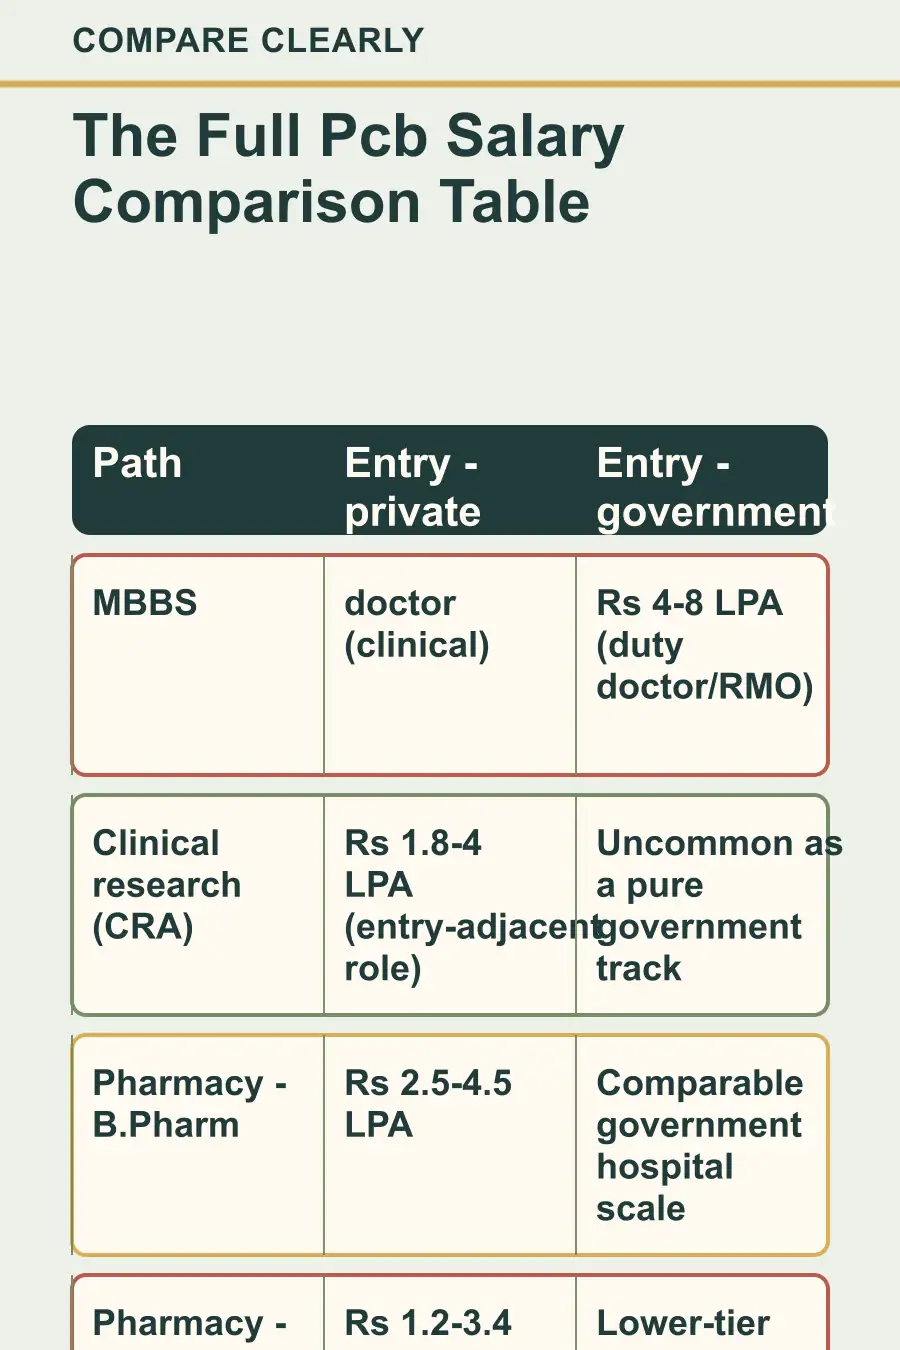 COMPARE CLEARLY
The Full Pcb Salary
Comparison Table
Path
Entry -
private
Entry -
government
MBBS
doctor
(clinical)
Rs 4-8 LPA
(duty
doctor/RMO)
Clinical
research
(CRA)
Rs 1.8-4
LPA
(entry-adjacent
role)
Uncommon as
a pure
government
track
Pharmacy -
B.Pharm
Rs 2.5-4.5
LPA
Comparable
government
hospital
scale
Pharmacy -
Rs 1.2-3.4
Lower-tier